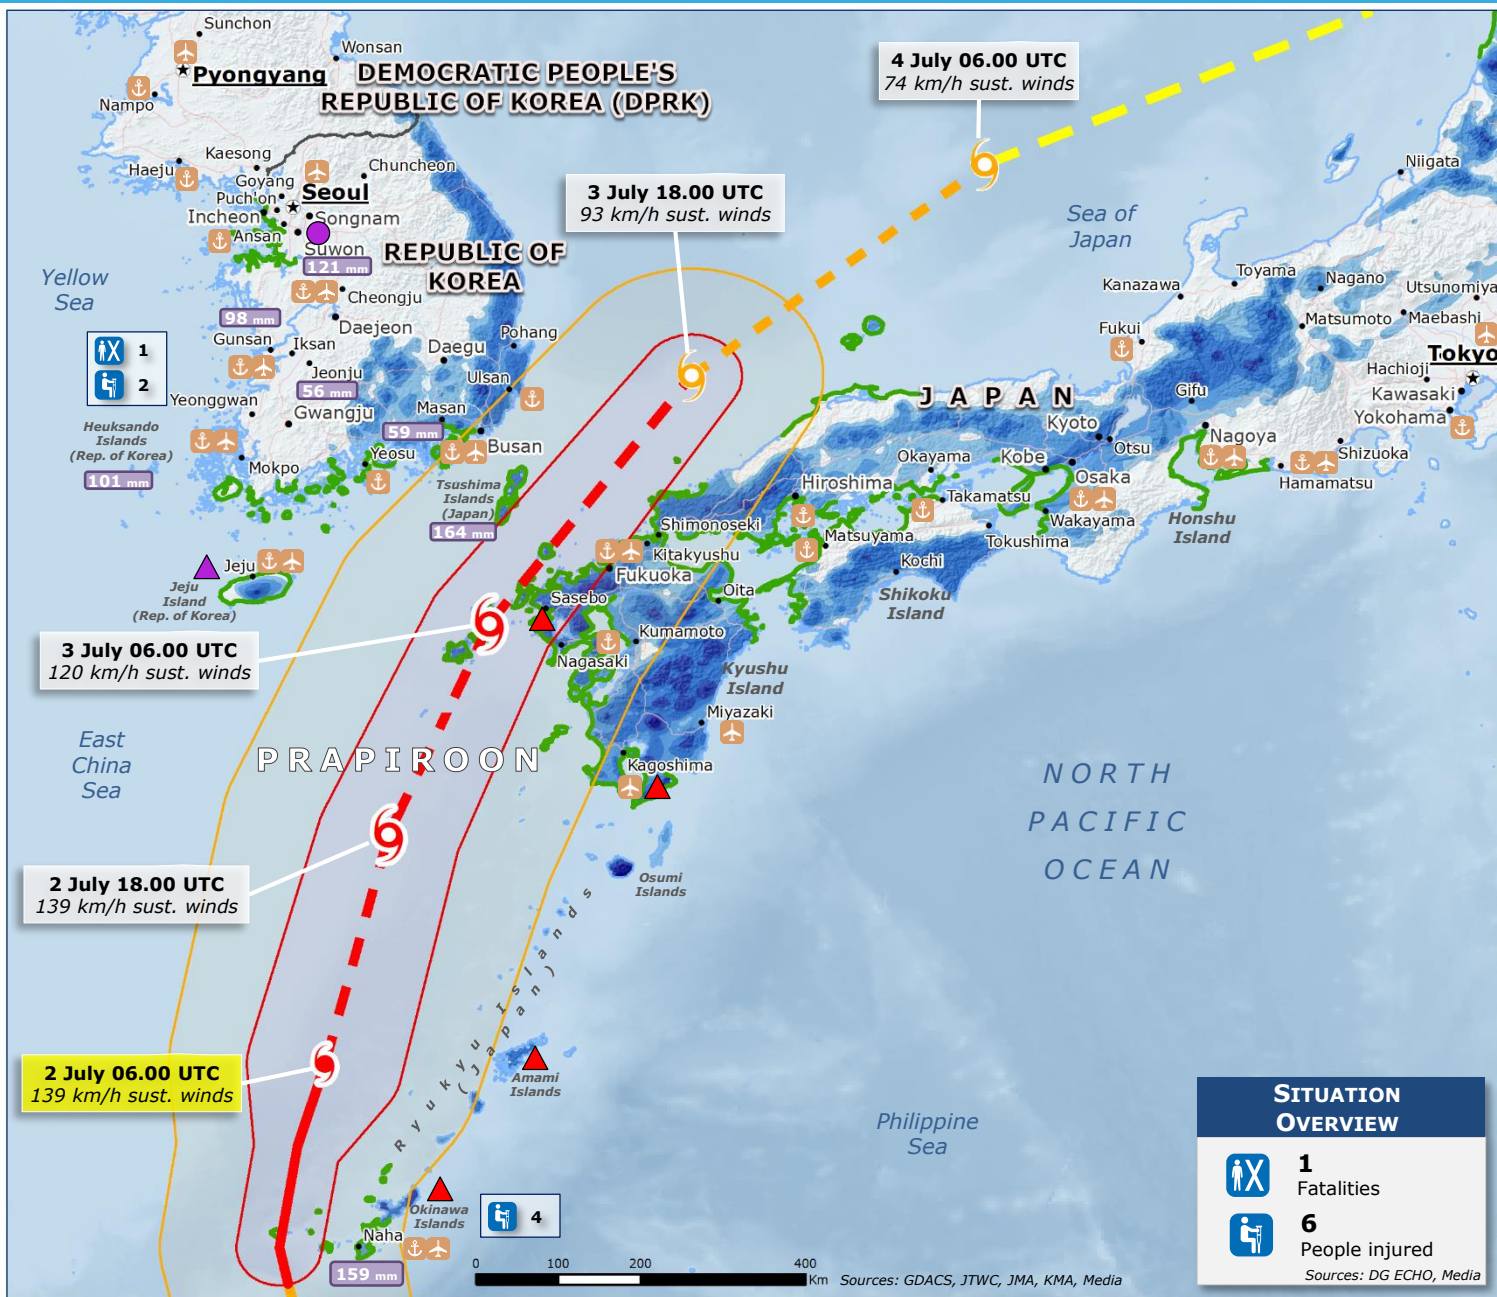 Sunchon
Wonsan
Pyongyang
DEMOCRATIC PEOPLE'S
REPUBLIC OF KOREA (DPRK)
Nampo
4 July 06.00 UTC
74 km/h sust. winds
Kaesong
Haeju
Chuncheon
Goyang
Seoul
Puch'on
Incheon
Songnam
Ansan
Suwon
121 mm
REPUBLIC OF
KOREA
3 July 18.00 UTC
93 km/h sust. winds
Niigata
Sea of
Japan
Yellow
Sea
Cheongju
98 mm
Daejeon
Gunsan
Iksan
Pohang
Daegu
1
2
Jeonju
56 mm
Ulsan
Yeonggwan
Gwangju
Masan
59 mm
Busan
Heuksando
Islands
(Rep. of Korea)
101 mm
Mokpo
Yeosu
Toyama
Nagano
Kanazawa
Utsunomiya
Fukui
Matsumoto
Maebashi
Tokyo
Hachioji
Gifu
Kawasaki
JAPAN
Yokohama
Kyoto
Otsu
Nagoya
Okayama
Kobe
Shizuoka
Osaka
Hamamatsu
Tsushima
Islands
(Japan)
164 mm
Hiroshima
Takamatsu
Wakayama
Honshu
Island
Shimonoseki
Matsuyama
Tokushima
Kitakyushu
Kochi
Fukuoka
Shikoku
Island
Jeju
Jeju
Island
(Rep. of Korea)
Sasebo
Oita
3 July 06.00 UTC
120 km/h sust. winds
Kumamoto
Nagasaki
Kyushu
Island
Miyazaki
East
China
Sea
PRAPIROON
Kagoshima
NORTH
PACIFIC
OCEAN
2 July 18.00 UTC
139 km/h sust. winds
Osumi
Islands
Ryukyu Islands
(Japan)
2 July 06.00 UTC
139 km/h sust. winds
Amami
Islands
Philippine
Sea
Okinawa
Islands
4
Naha
159 mm
0 100 200 400
Km
Sources: GDACS, JTWC, JMA, KMA, Media
SITUATION
OVERVIEW
1
Fatalities
6
People injured
Sources: DG ECHO, Media